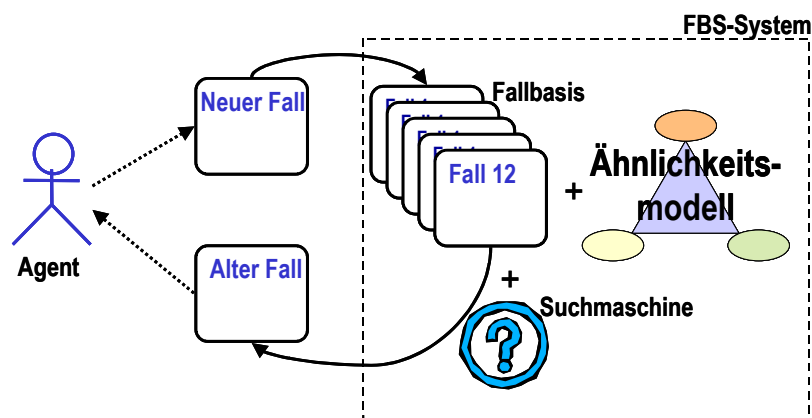 FBS-System
Neuer Fall
Fallbasis
Fall 12
+
Ähnlichkeits-
modell
Agent
Alter Fall
+
Suchmaschine
?